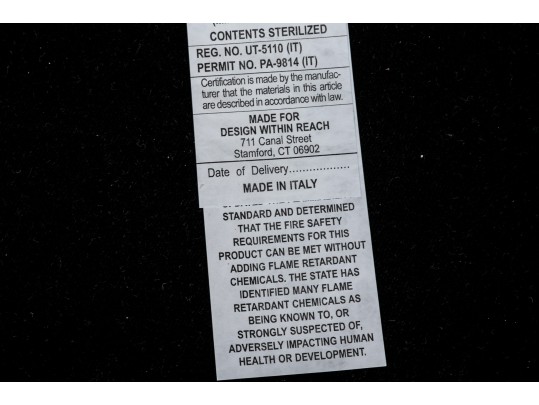 CONTENTS STERILIZED
REG. NO. UT-5110 (IT)
PERMIT NO. PA-9814 (IT)
Certification is made by the manufac-
turer that the materials in this article
are described in accordance with law.
MADE FOR
DESIGN WITHIN REACH
711 Canal Street
Stamford, CT 06902
Date of Delivery..................
MADE IN ITALY
STANDARD AND DETERMINED
THAT THE FIRE SAFETY
REQUIREMENTS FOR THIS
PRODUCT CAN BE MET WITHOUT
ADDING FLAME RETARDANT
CHEMICALS. THE STATE HAS
IDENTIFIED MANY FLAME
RETARDANT CHEMICALS AS
BEING KNOWN TO, OR
STRONGLY SUSPECTED OF,
ADVERSELY IMPACTING HUMAN
HEALTH OR DEVELOPMENT.